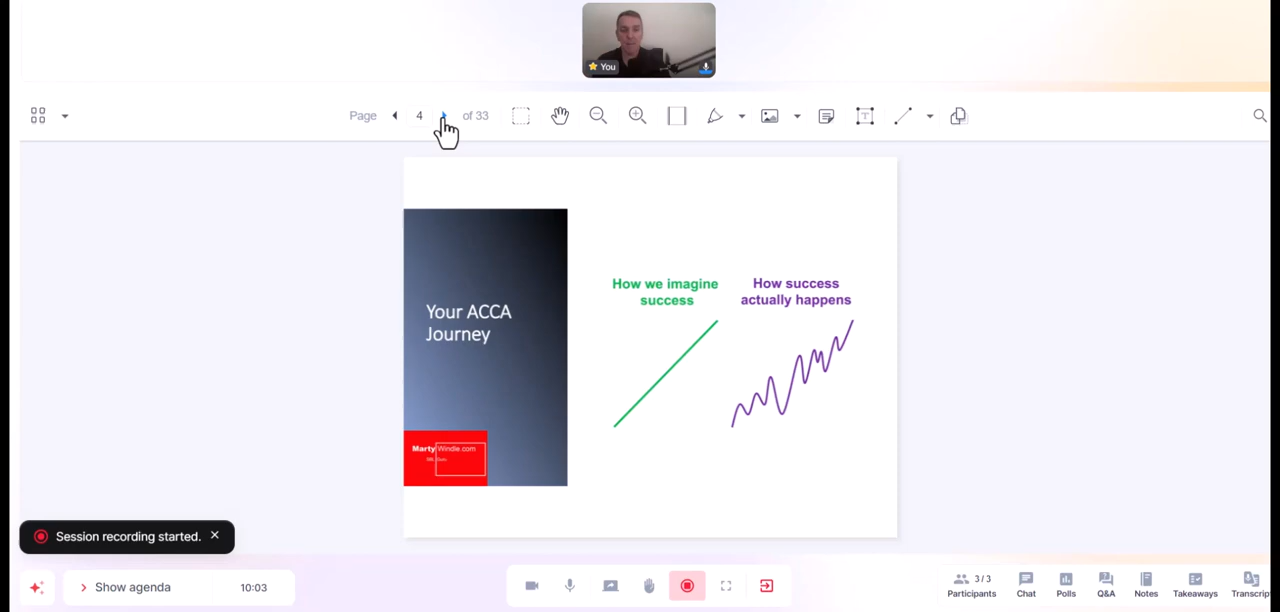 You
Page 4 of 33
T
How we imagine success
How success actually happens
Your ACCA
Journey
MartyWindle.com
Session recording started.
Show agenda
10:03
3 / 3
Participants
Chat
Polls
Q&A
Notes
Takeaways
Transcrip